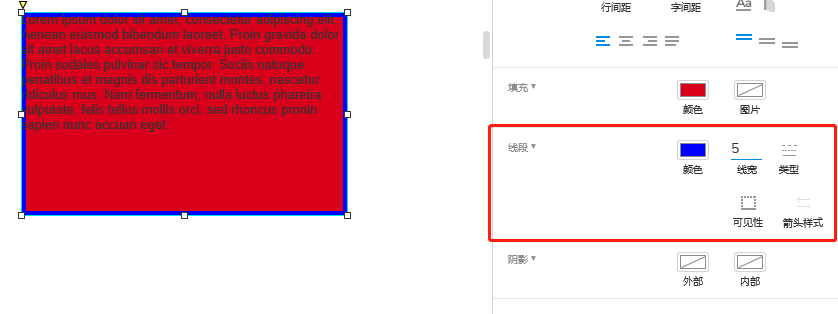 Lorem ipsum dolor sit amet, consectetur adipiscing elit.
Aenean euismod bibendum laoreet. Proin gravida dolor
sit amet lacus accumsan et viverra justo commodo.
Proin sodales pulvinar sic tempor. Sociis natoque
penatibus et magnis dis parturient montes, nascetur
ridiculus mus. Nam fermentum, nulla luctus pharetra
vulputate, felis tellus mollis orci, sed rhoncus pronin
sapien nunc accuan eget.
行间距 字间距
Aa
填充
颜色 图片
线段
5
颜色 线宽 类型
可见性 箭头样式
阴影
外部 内部